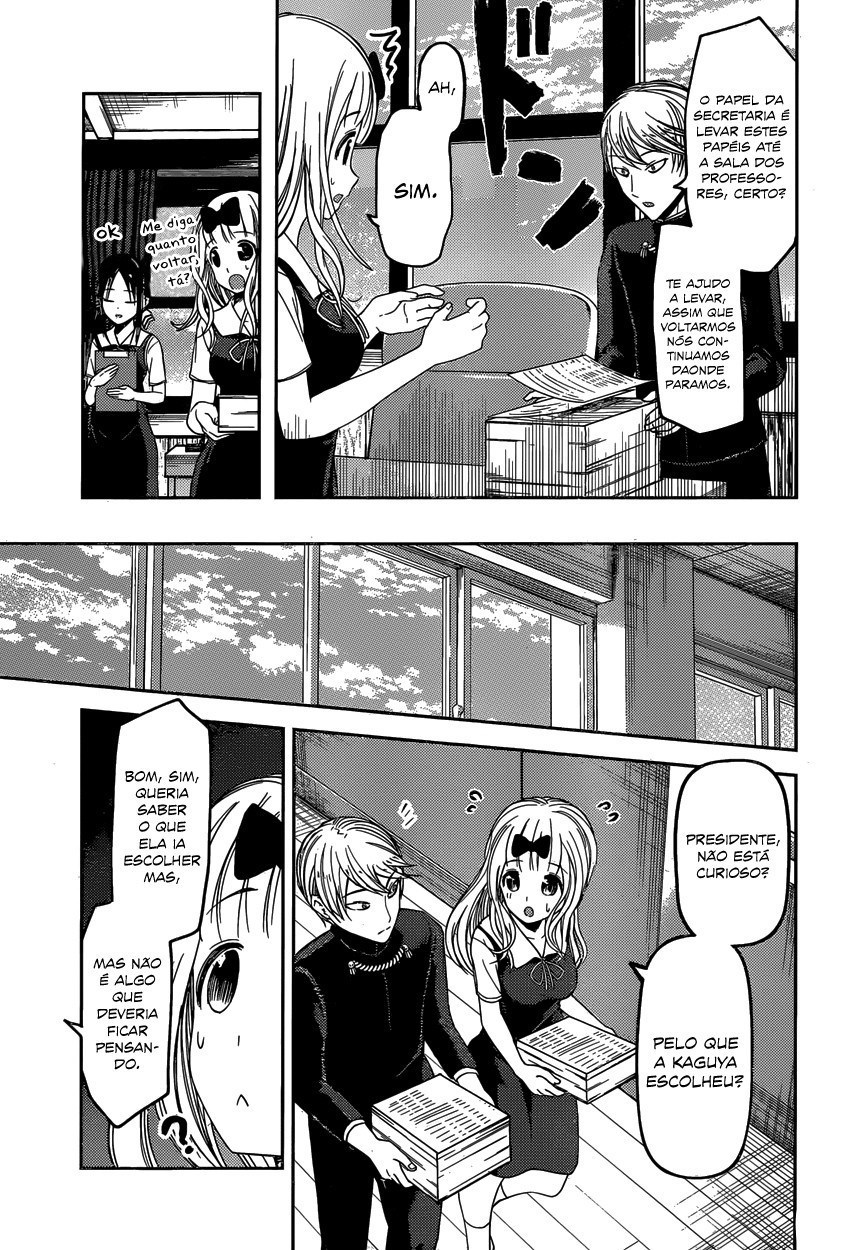 O PAPEL DA
SECRETARIA É
LEVAR ESTES
PAPÉIS ATÉ
A SALA DOS
PROFESSO-
RES, CERTO?
TE AJUDO
A LEVAR,
ASSIM QUE
VOLTARMOS
NÓS CON-
TINUAMOS
DAONDE
PARAMOS.
AH,
SIM.
Me diga
quanto
voltar,
tá?
OK
PRESIDENTE,
NÃO ESTÁ
CURIOSO?
PELO QUE
A KAGUYA
ESCOLHEU?
BOM, SIM,
QUERIA
SABER
O QUE
ELA IA
ESCOLHER
MAS,
MAS NÃO
É ALGO
QUE
DEVERIA
FICAR
PENSAN-
DO.
?